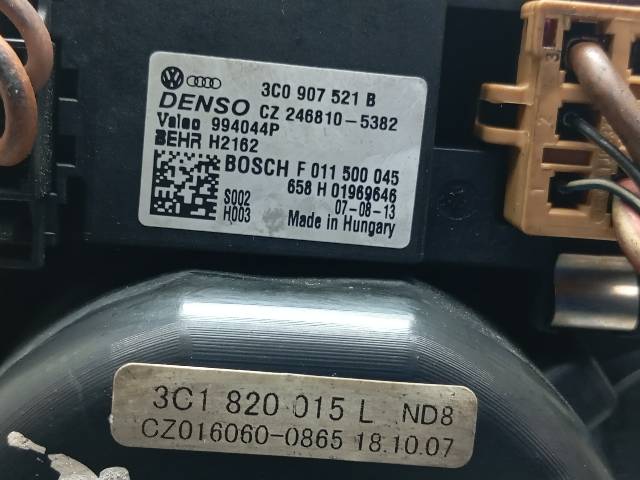 3C0 907 521 B
DENSO CZ 246810-5382
Valeo 994044P
BEHR H2162
BOSCH F 011 500 045
658 H 01969646
S002 07-08-13
H003 Made in Hungary
3
3C1 820 015 L ND8
CZ016060-0865 18.10.07